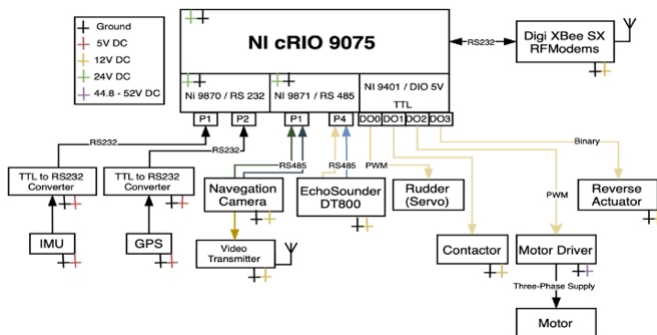 Ground
5V DC
12V DC
24V DC
44.8 - 52V DC
NI cRIO 9075
RS232
Digi XBee SX
RFModems
Ni 9870 / RS 232
NI 9871 / RS 485
NI 9401 / DIO 5V
TTL
P1
P2
P1
P4
DO0
DO1
DO2
DO3
RS232
RS232
RS485
RS485
PWM
Binary
TTL to RS232
Converter
TTL to RS232
Converter
Navegation
Camera
EchoSounder
DT800
Rudder
(Servo)
PWM
Reverse
Actuator
IMU
GPS
Video
Transmitter
Contactor
Motor Driver
Three-Phase Supply
Motor